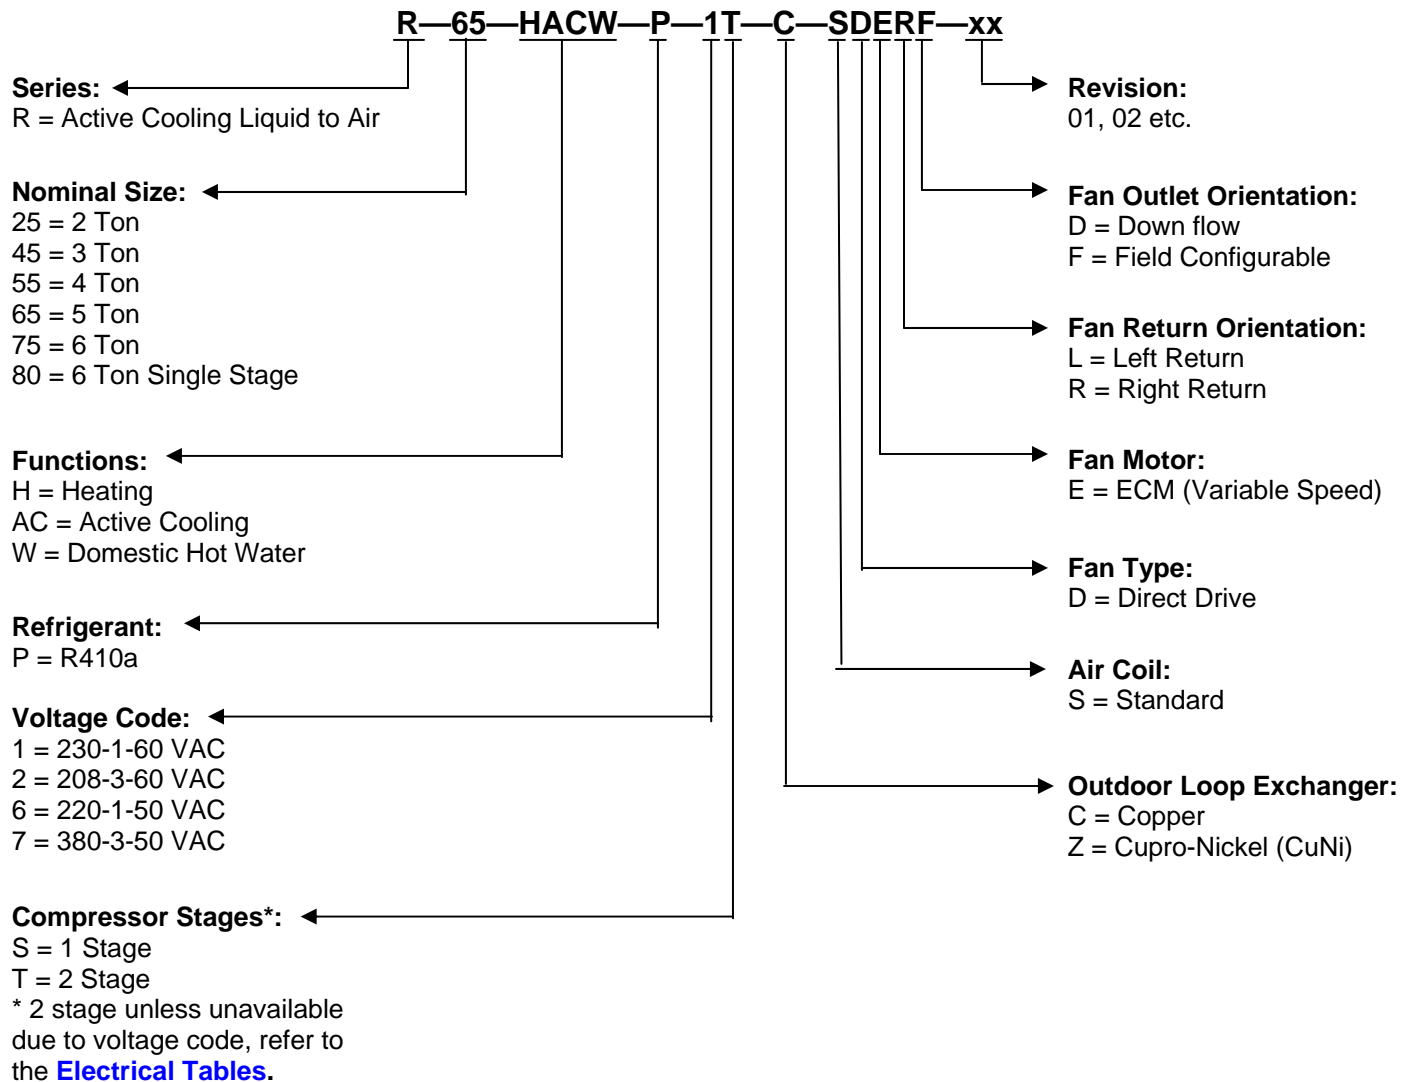 R—65—HACW—P—1T—C—SDERF—xx
Series:
R = Active Cooling Liquid to Air
Nominal Size:
25 = 2 Ton
45 = 3 Ton
55 = 4 Ton
65 = 5 Ton
75 = 6 Ton
80 = 6 Ton Single Stage
Functions:
H = Heating
AC = Active Cooling
W = Domestic Hot Water
Refrigerant:
P = R410a
Voltage Code:
1 = 230-1-60 VAC
2 = 208-3-60 VAC
6 = 220-1-50 VAC
7 = 380-3-50 VAC
Compressor Stages*:
S = 1 Stage
T = 2 Stage
* 2 stage unless unavailable
due to voltage code, refer to
the Electrical Tables.
Revision:
01, 02 etc.
Fan Outlet Orientation:
D = Down flow
F = Field Configurable
Fan Return Orientation:
L = Left Return
R = Right Return
Fan Motor:
E = ECM (Variable Speed)
Fan Type:
D = Direct Drive
Air Coil:
S = Standard
Outdoor Loop Exchanger:
C = Copper
Z = Cupro-Nickel (CuNi)